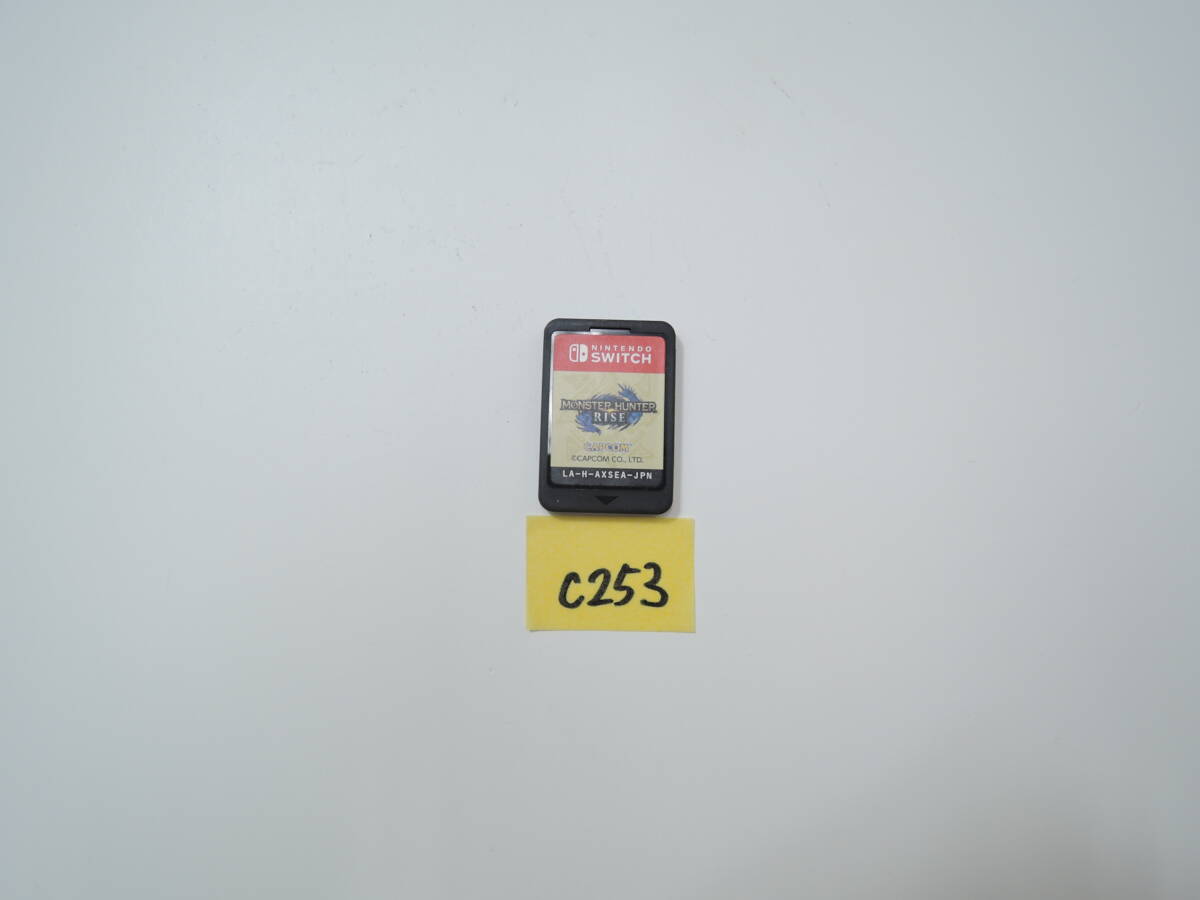 NINTENDO
SWITCH
MONSTER HUNTER
RISE
CAPCOM
©CAPCOM CO., LTD.
LA-H-AXSEA-JPN
C253